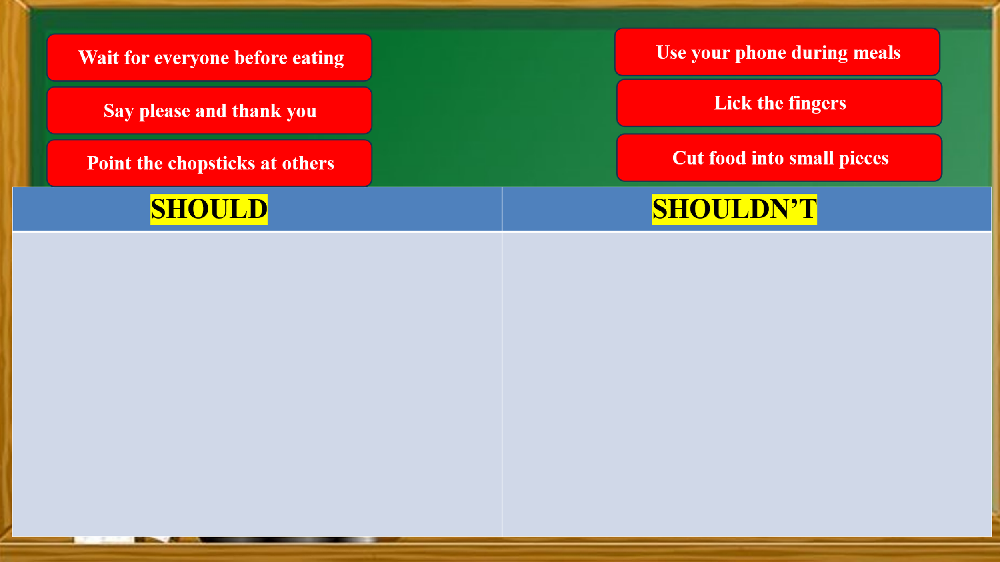 Wait for everyone before eating
Say please and thank you
Point the chopsticks at others
Use your phone during meals
Lick the fingers
Cut food into small pieces
SHOULD
SHOULDN’T